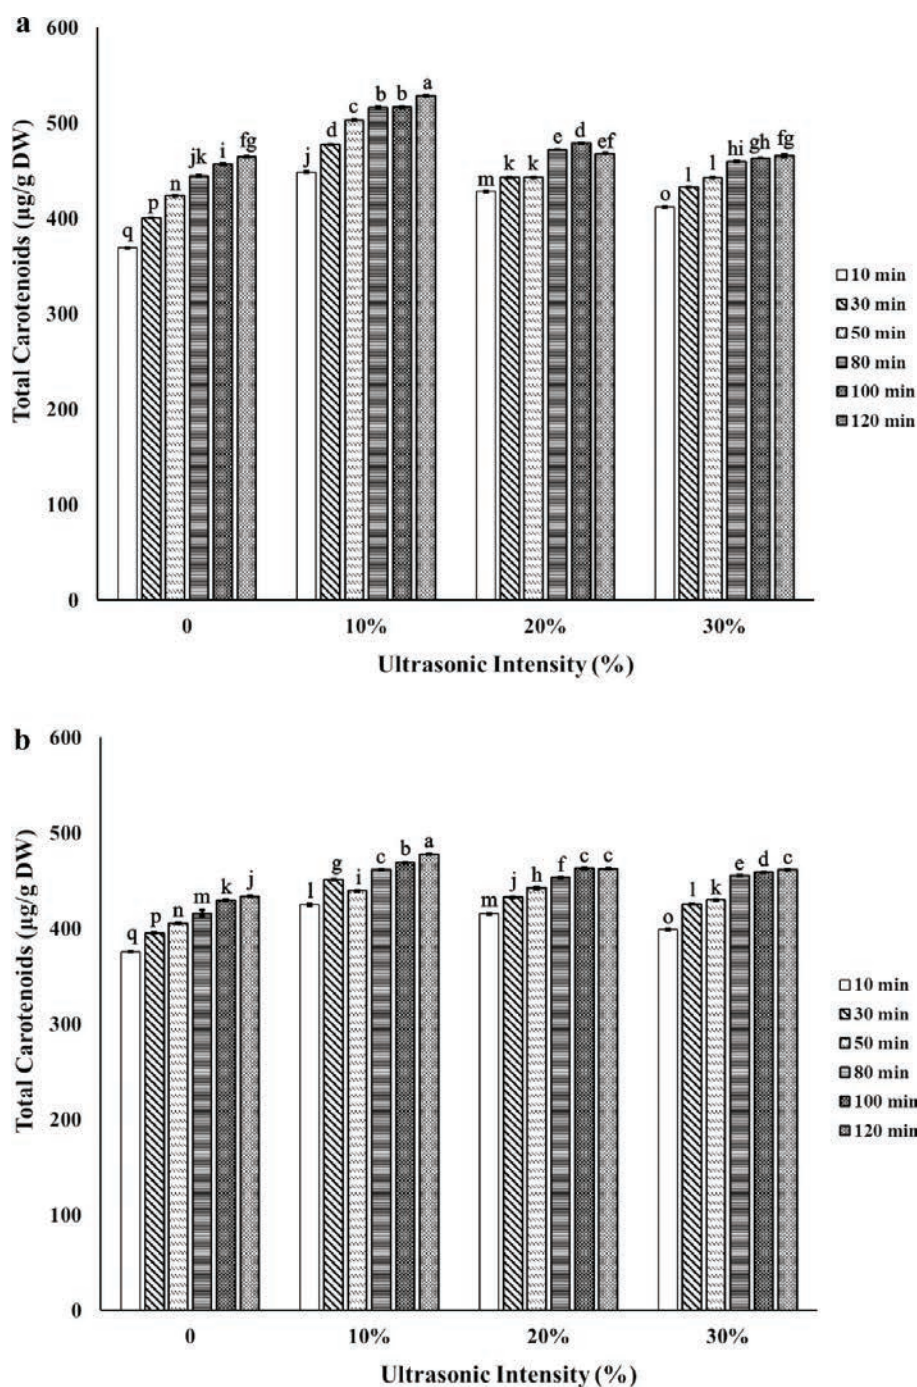 a
600
500
400
300
200
100
0
Total Carotenoids (µg/g DW)
q p n jk i fg
j d c b b a
m k k e d ef
o l l hi gh fg
0 10% 20% 30%
Ultrasonic Intensity (%)
10 min
30 min
50 min
80 min
100 min
120 min
b
600
500
400
300
200
100
0
Total Carotenoids (µg/g DW)
q p n m k j
l g i c b a
m j h f c c
o l k e d c
0 10% 20% 30%
Ultrasonic Intensity (%)
10 min
30 min
50 min
80 min
100 min
120 min